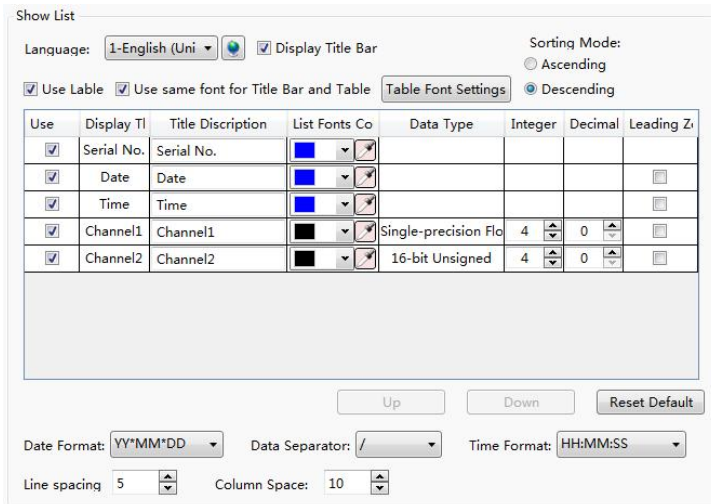 Show List
Language: 1-English (Uni Display Title Bar Sorting Mode:
Ascending
Use Lable Use same font for Title Bar and Table Table Font Settings Descending
Use Display Tl Title Discription List Fonts Co Data Type Integer Decimal Leading Z
Serial No. Serial No.
Date Date
Time Time
Channel1 Channel1 Single-precision Flo 4 0
Channel2 Channel2 16-bit Unsigned 4 0
Up Down Reset Default
Date Format: YY*MM*DD Data Separator: / Time Format: HH:MM:SS
Line spacing 5 Column Space: 10